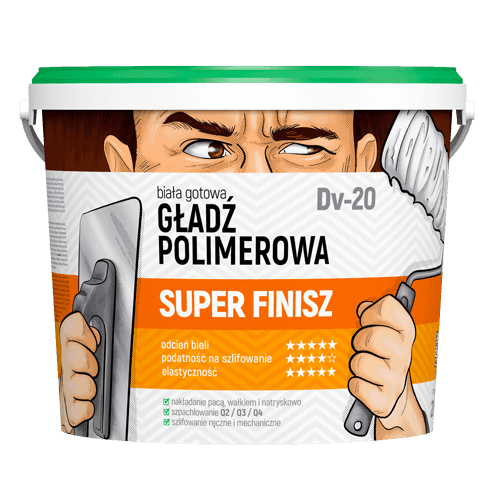 biała gotowa
Dv-20
GŁADŹ
POLIMEROWA
SUPER FINISZ
odcień bieli ★★★★★
podatność na szlifowanie ★★★★☆
elastyczność ★★★★★
☑ nakładanie pacą, wałkiem i natryskowo
☑ szpachlowanie Q2 / Q3 / Q4
☑ szlifowanie ręczne i mechaniczne